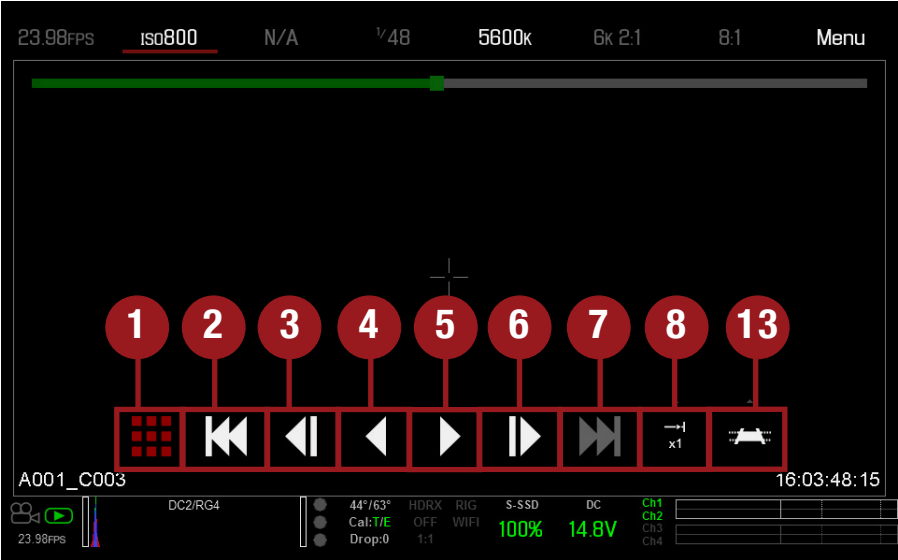 23.98FPS ISO800 N/A 1/48 5600K 6K 2:1 8:1 Menu
1 2 3 4 5 6 7 8 13
x1
A001_C003 16:03:48:15
DC2/RG4 44°/63° HDRX RIG S-SSD DC Ch1
Cal:T/E OFF WIFI 100% 14.8V Ch2
Ch3
23.98FPS Drop:0 1:1 Ch4